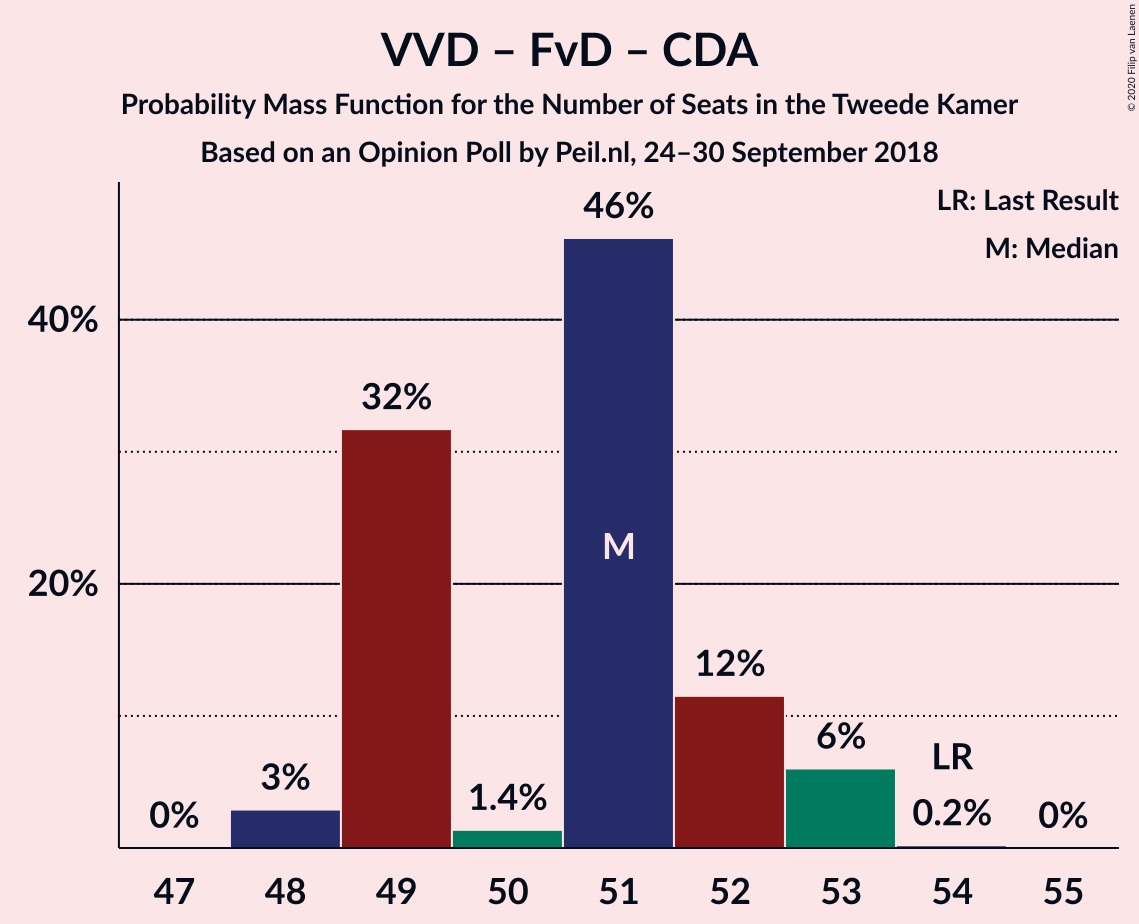 VVD – FvD – CDA
Probability Mass Function for the Number of Seats in the Tweede Kamer
Based on an Opinion Poll by Peil.nl, 24–30 September 2018
© 2020 Filip van Laenen
LR: Last Result
M: Median
40%
20%
0%
3%
32%
1.4%
46%
M
12%
6%
LR
0.2%
0%
47 48 49 50 51 52 53 54 55